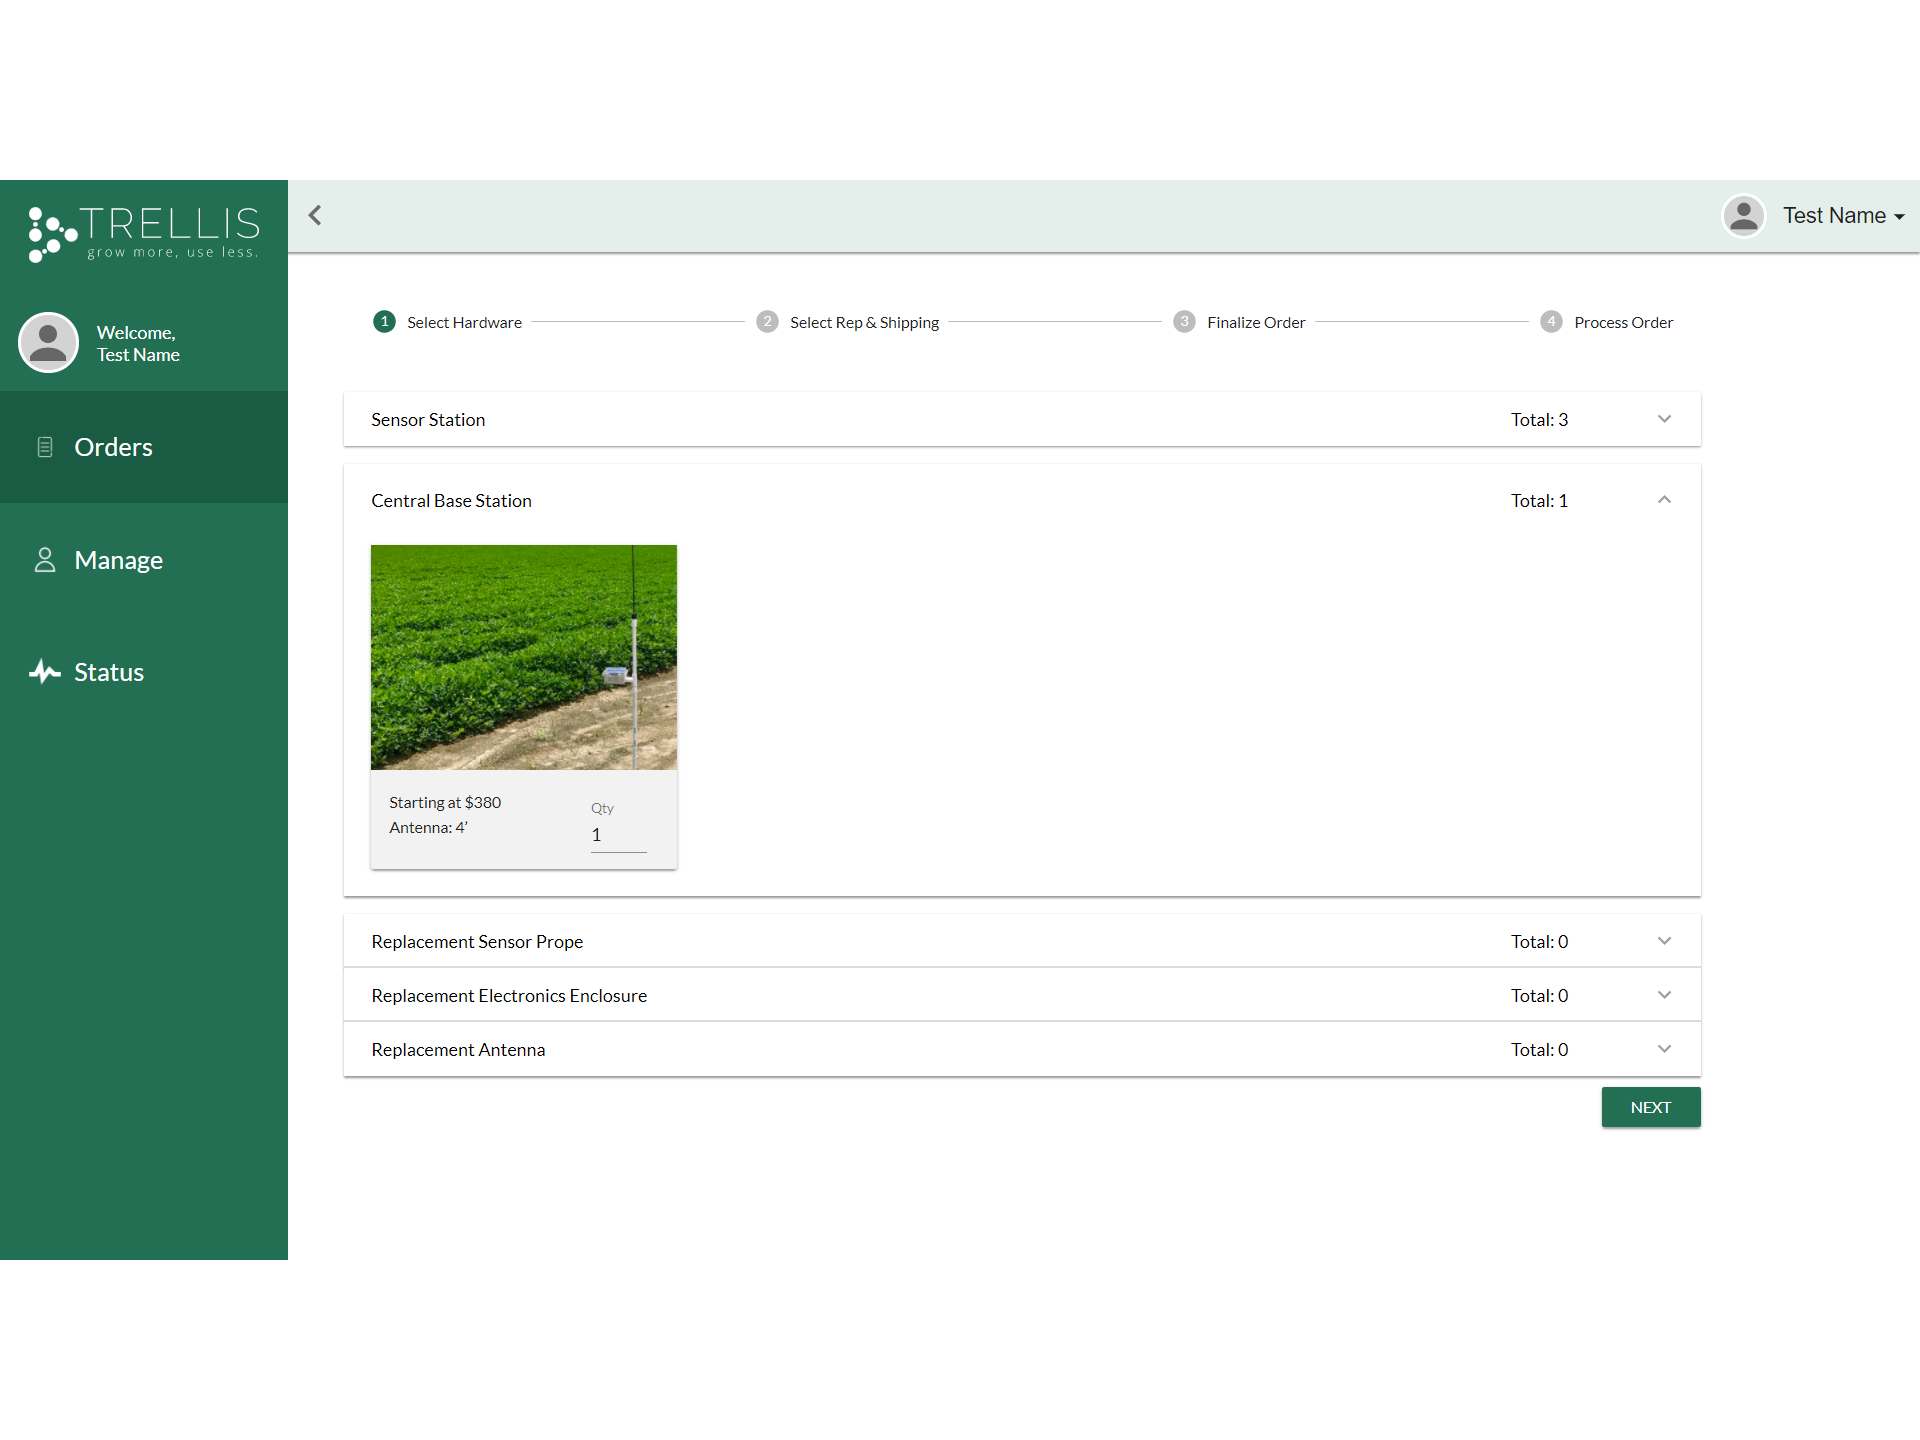 TRELLIS
grow more, use less.
Test Name
Welcome,
Test Name
Orders
Manage
Status
1 Select Hardware
2 Select Rep & Shipping
3 Finalize Order
4 Process Order
Sensor Station Total: 3
Central Base Station Total: 1
Starting at $380
Antenna: 4’
Qty
1
Replacement Sensor Prope Total: 0
Replacement Electronics Enclosure Total: 0
Replacement Antenna Total: 0
NEXT